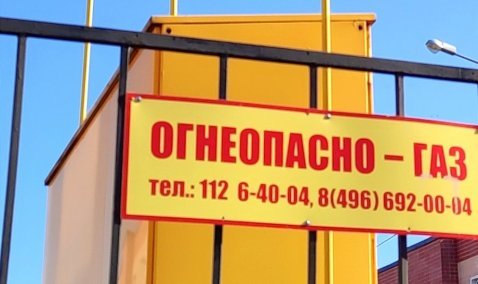 ОГНЕОПАСНО – ГАЗ
тел.: 112 6-40-04, 8(496) 692-00-04